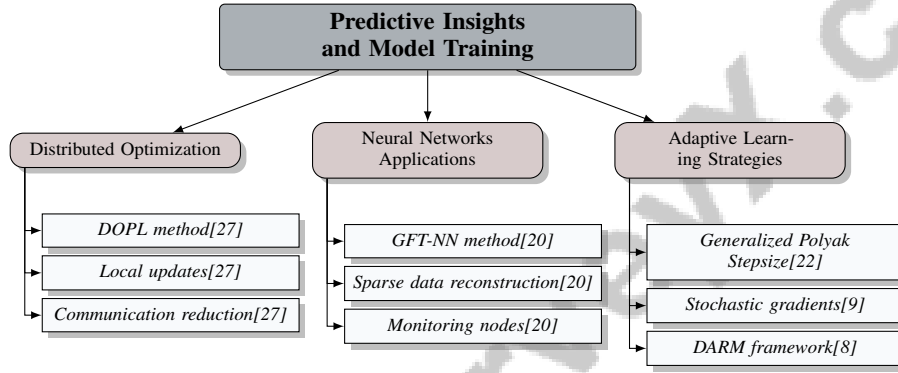 Predictive Insights
and Model Training
Distributed Optimization
DOPL method[27]
Local updates[27]
Communication reduction[27]
Neural Networks
Applications
GFT-NN method[20]
Sparse data reconstruction[20]
Monitoring nodes[20]
Adaptive Learn-
ing Strategies
Generalized Polyak
Stepsize[22]
Stochastic gradients[9]
DARM framework[8]